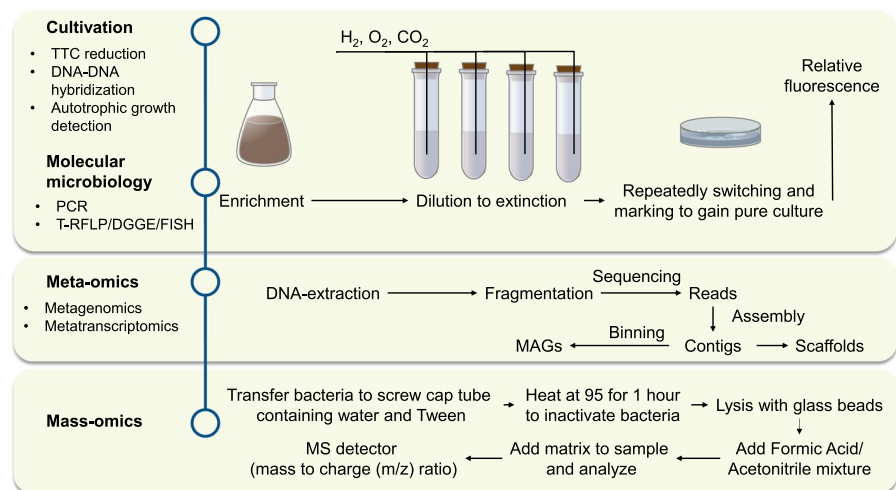 Cultivation
• TTC reduction
• DNA-DNA
hybridization
• Autotrophic growth
detection
Molecular
microbiology
• PCR
• T-RFLP/DGGE/FISH
H₂, O₂, CO₂
Relative
fluorescence
Enrichment
Dilution to extinction
Repeatedly switching and
marking to gain pure culture
Meta-omics
• Metagenomics
• Metatranscriptomics
DNA-extraction
Fragmentation
Sequencing
Reads
Assembly
MAGs
Binning
Contigs
Scaffolds
Mass-omics
Transfer bacteria to screw cap tube
containing water and Tween
Heat at 95 for 1 hour
to inactivate bacteria
Lysis with glass beads
MS detector
(mass to charge (m/z) ratio)
Add matrix to sample
and analyze
Add Formic Acid/
Acetonitrile mixture